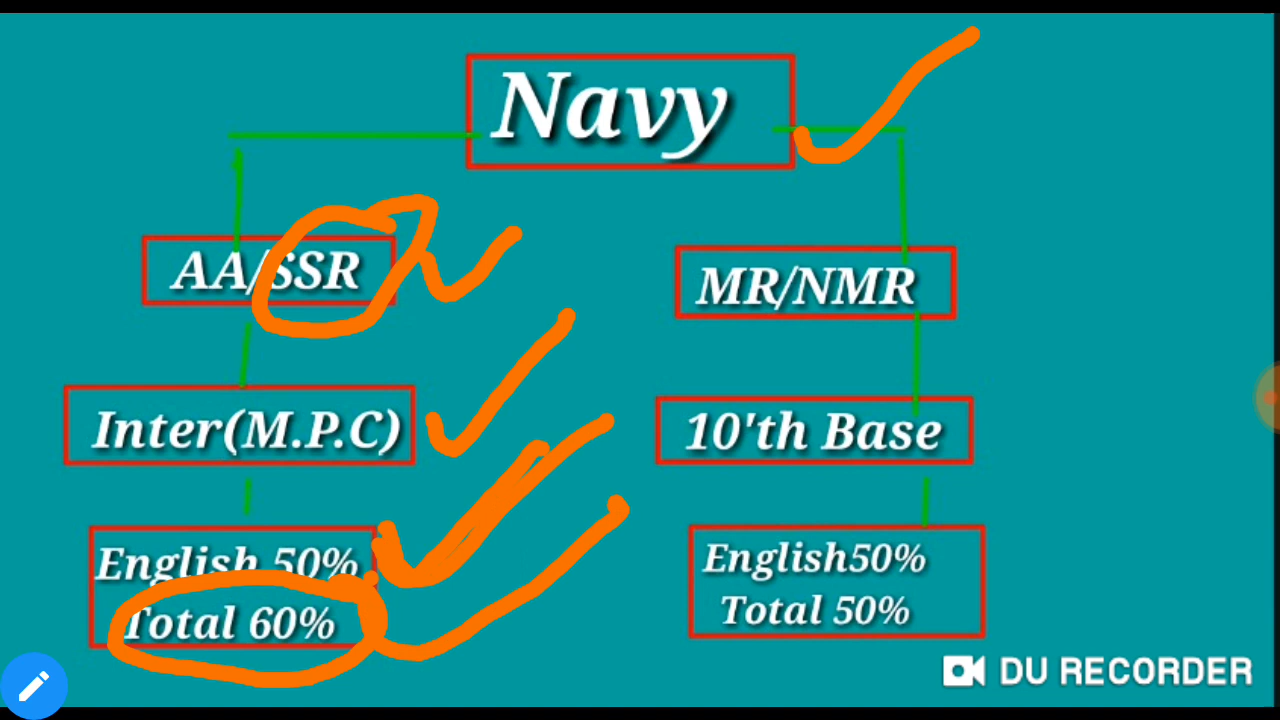 Navy
AA/SSR
MR/NMR
Inter(M.P.C)
10'th Base
English 50%
Total 60%
English50%
Total 50%
DU RECORDER